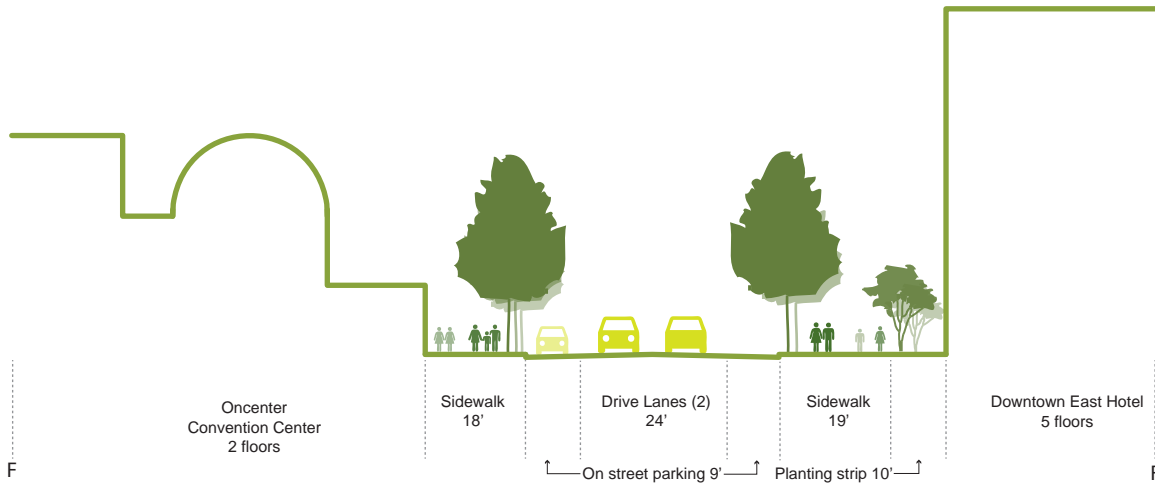 Oncenter
Convention Center
2 floors
Sidewalk
18’
Drive Lanes (2)
24’
Sidewalk
19’
Downtown East Hotel
5 floors
F
On street parking 9’
Planting strip 10’
F